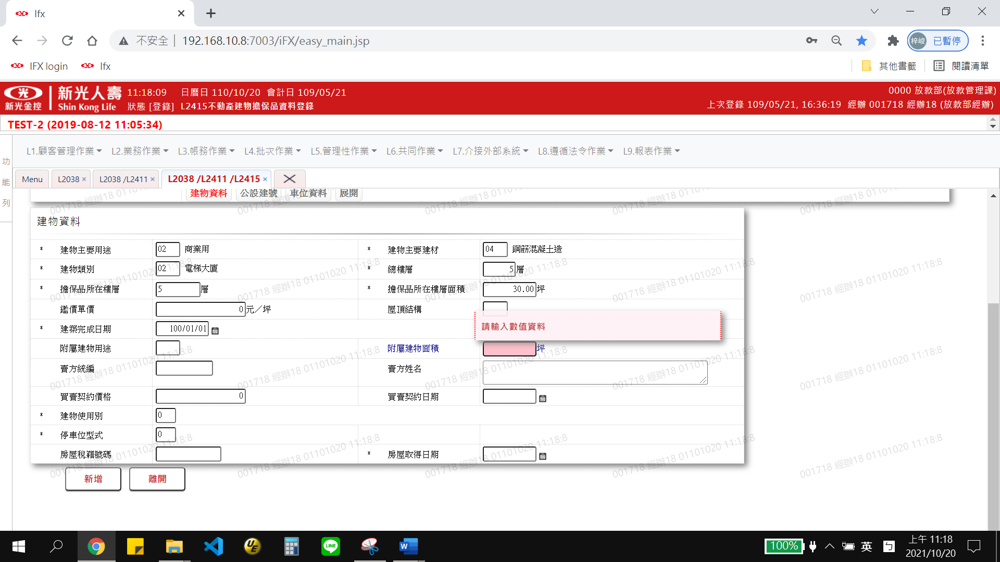 Ifx
不安全 192.168.10.8:7003/iFX/easy_main.jsp
梓峻 已暫停
IFX login Ifx
其他書籤 閱讀清單
光 新光金控 新光人壽 Shin Kong Life
11:18:09 日曆日 110/10/20 會計日 109/05/21
狀態 [登錄] L2415不動產建物擔保品資料登錄
0000 放款部(放款管理課)
上次登錄 109/05/21, 16:36:19 經辦 001718 經辦18 (放款部經辦)
TEST-2 (2019-08-12 11:05:34)
功
能
列
L1.顧客管理作業 L2.業務作業 L3.帳務作業 L4.批次作業 L5.管理性作業 L6.共同作業 L7.介接外部系統 L8.遵循法令作業 L9.報表作業
Menu L2038 × L2038 /L2411 × L2038 /L2411 /L2415 ×
建物資料 公設建號 車位資料 展開
建物資料
* 建物主要用途 02 商業用 * 建物主要建材 04 鋼筋混凝土造
* 建物類別 02 電梯大廈 * 總樓層 5 層
* 擔保品所在樓層 5 層 * 擔保品所在樓層面積 30.00 坪
鑑價單價 0 元／坪 屋頂結構
* 建築完成日期 100/01/01
請輸入數值資料
附屬建物用途 附屬建物面積 坪
賣方統編 賣方姓名
買賣契約價格 0 買賣契約日期
* 建物使用別 0
* 停車位型式 0
房屋稅籍號碼 * 房屋取得日期
新增 離開
001718 經辦18 01101020 11:18:8
UE
LINE
W
100%
英
ㄅ
上午 11:18
2021/10/20